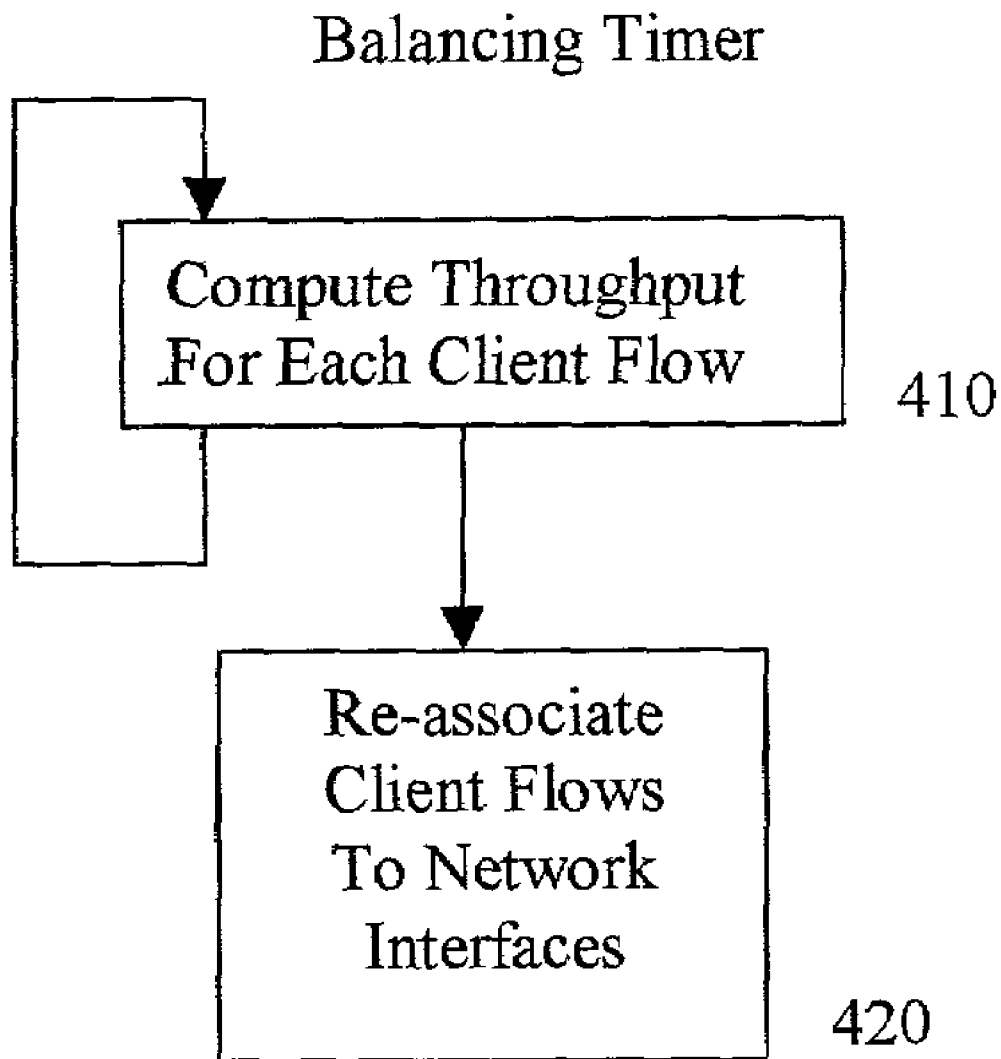 Balancing Timer
Compute Throughput
For Each Client Flow
410
Re-associate
Client Flows
To Network
Interfaces
420